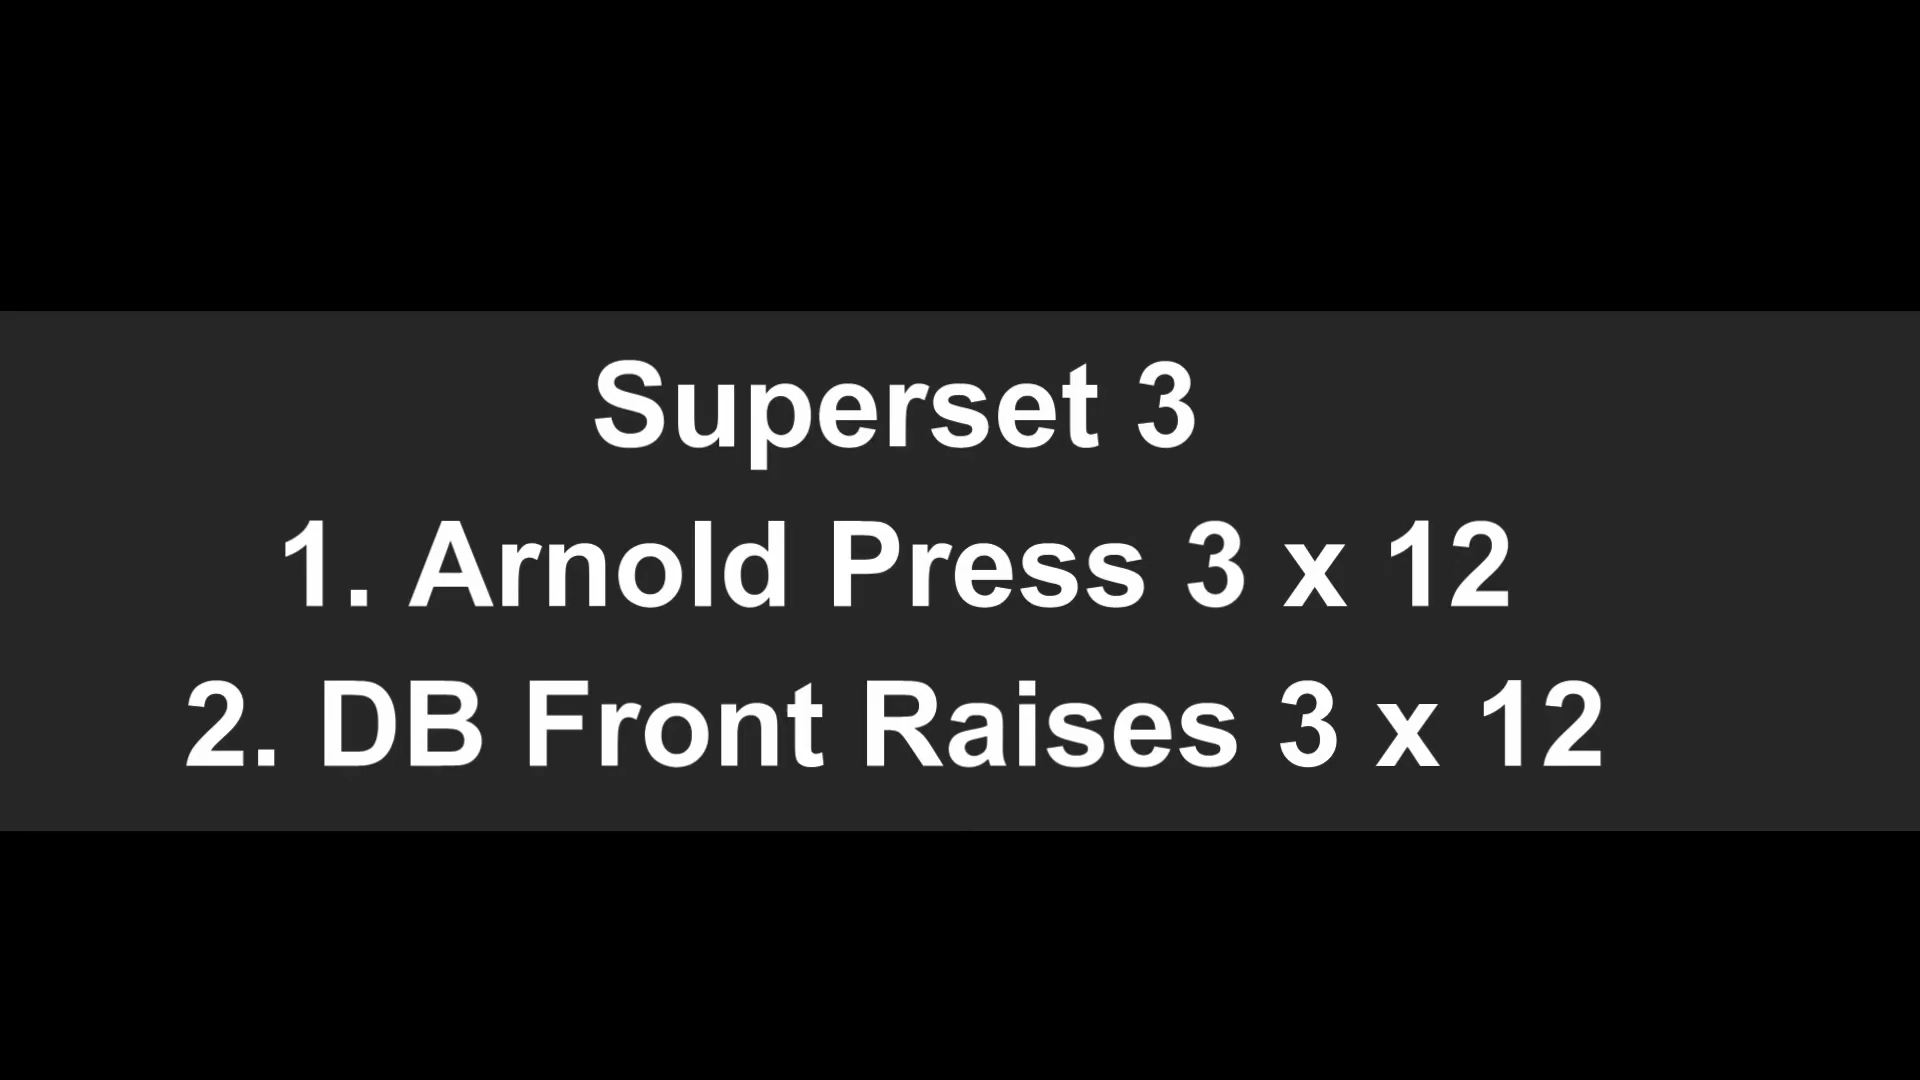 Superset 3
1. Arnold Press 3 x 12
2. DB Front Raises 3 x 12